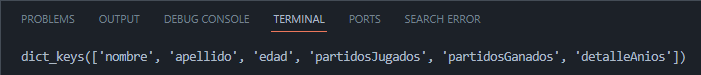 PROBLEMS OUTPUT DEBUG CONSOLE TERMINAL PORTS SEARCH ERROR
dict_keys(['nombre', 'apellido', 'edad', 'partidosJugados', 'partidosGanados', 'detalleAnios'])